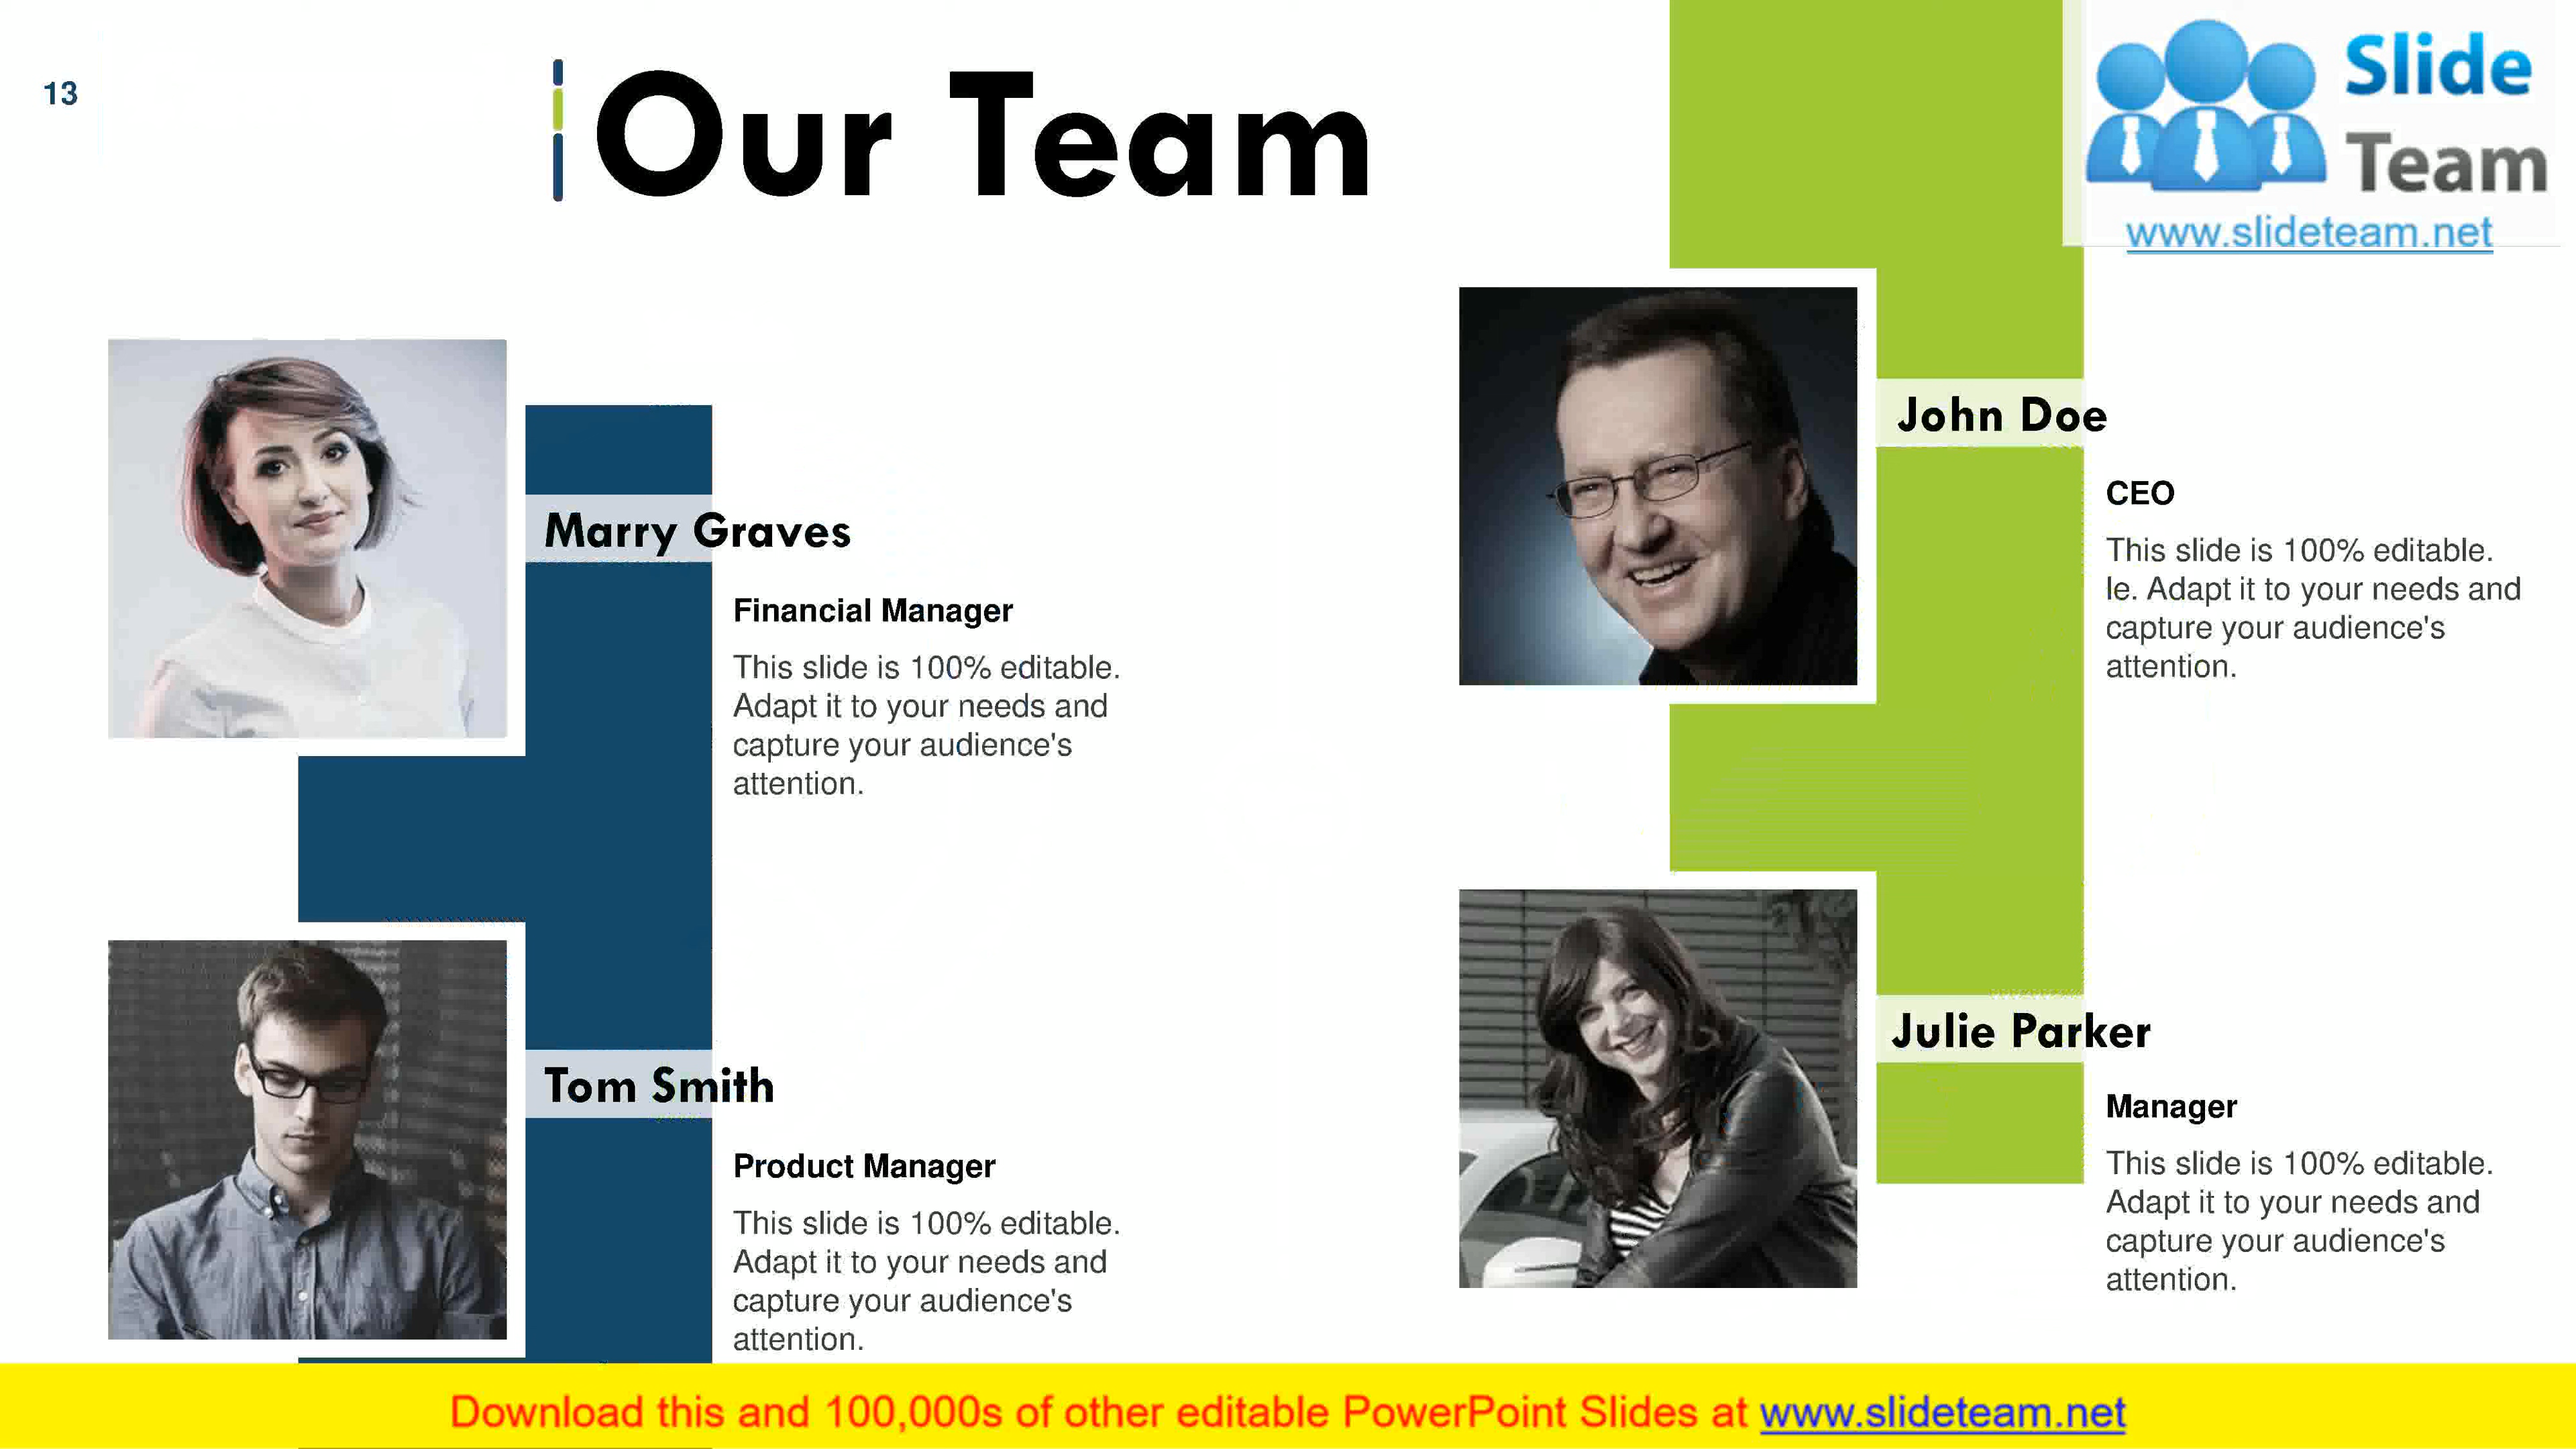 13
Our Team
Slide
Team
www.slideteam.net
Marry Graves
Financial Manager
This slide is 100% editable.
Adapt it to your needs and
capture your audience's
attention.
Tom Smith
Product Manager
This slide is 100% editable.
Adapt it to your needs and
capture your audience's
attention.
John Doe
CEO
This slide is 100% editable.
le. Adapt it to your needs and
capture your audience's
attention.
Julie Parker
Manager
This slide is 100% editable.
Adapt it to your needs and
capture your audience's
attention.
Download this and 100,000s of other editable PowerPoint Slides at www.slideteam.net